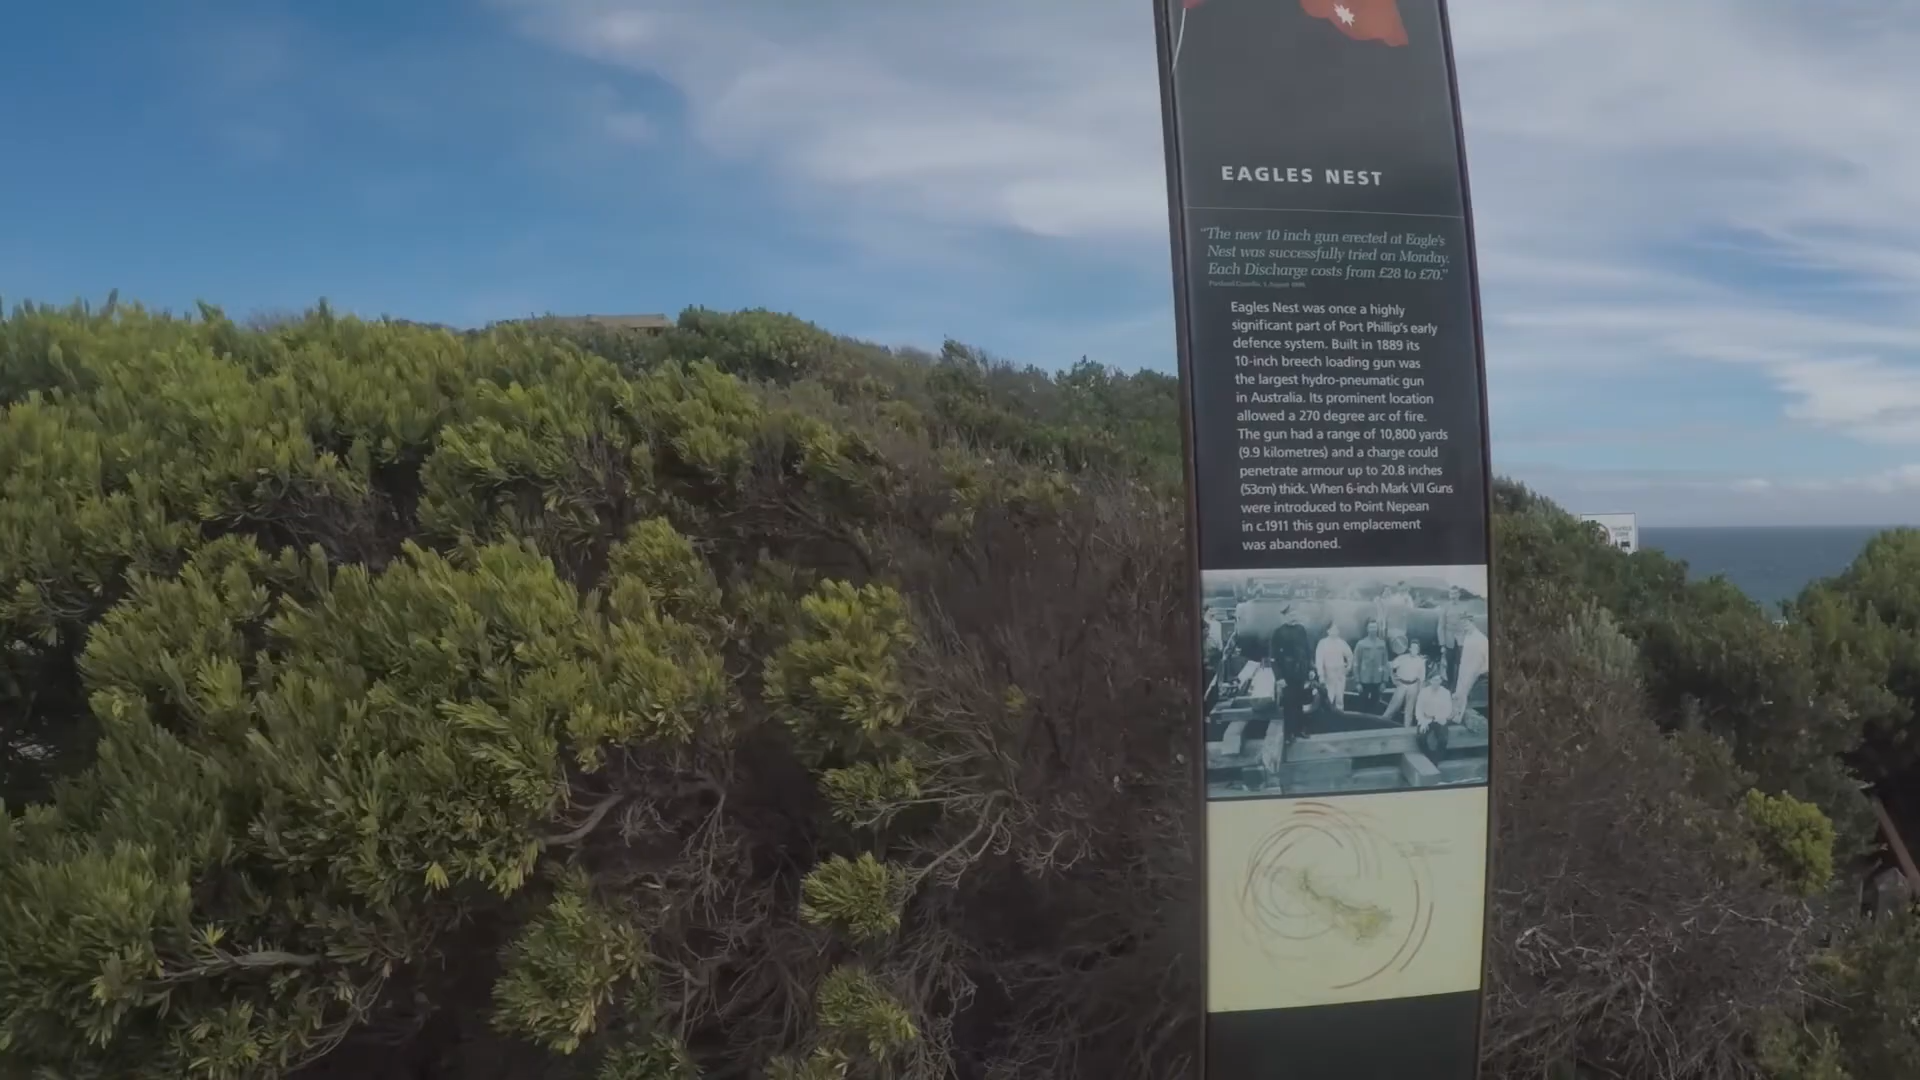 EAGLES NEST
"The new 10 inch gun erected at Eagle's
Nest was successfully tried on Monday.
Each Discharge costs from £28 to £70."
Eagles Nest was once a highly
significant part of Port Phillip's early
defence system. Built in 1889 its
10-inch breech loading gun was
the largest hydro-pneumatic gun
in Australia. Its prominent location
allowed a 270 degree arc of fire.
The gun had a range of 10,800 yards
(9.9 kilometres) and a charge could
penetrate armour up to 20.8 inches
(53cm) thick. When 6-inch Mark VII Guns
were introduced to Point Nepean
in c.1911 this gun emplacement
was abandoned.